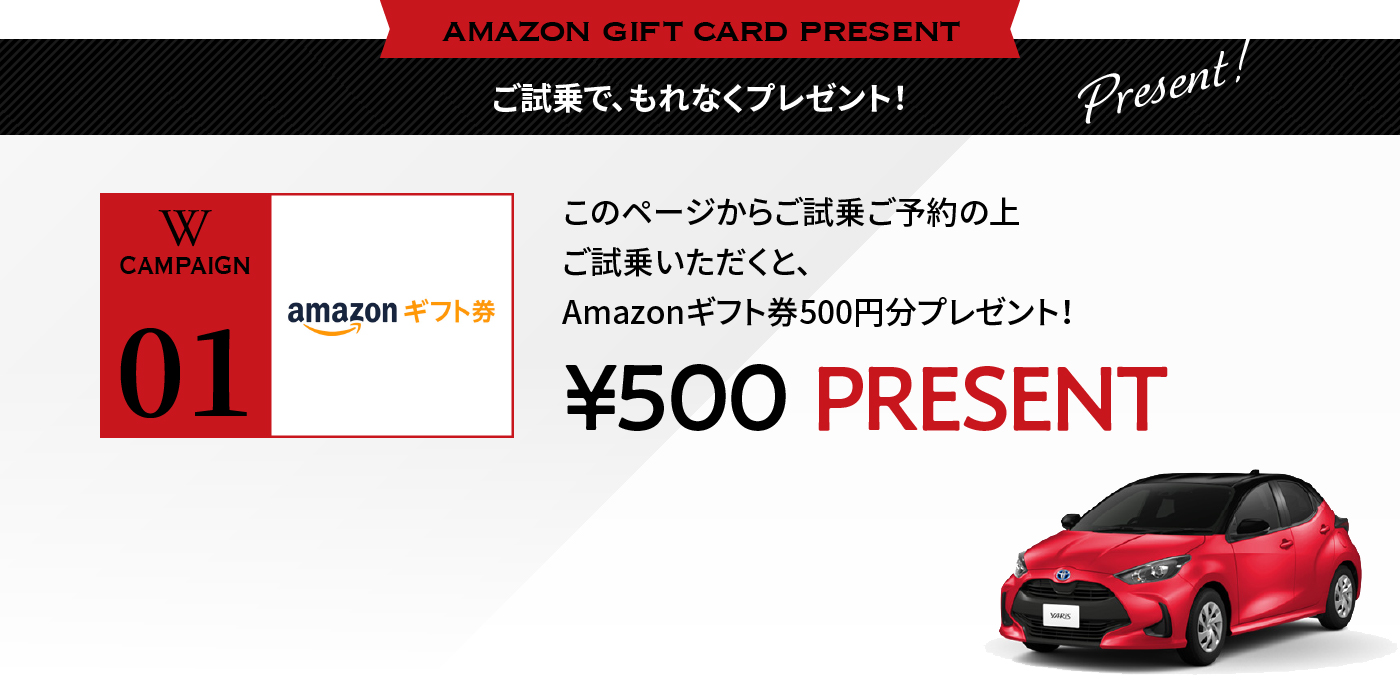 AMAZON GIFT CARD PRESENT
ご試乗で、もれなくプレゼント!
Present!
W
CAMPAIGN
01
amazon ギフト券
このページからご試乗ご予約の上
ご試乗いただくと、
Amazonギフト券500円分プレゼント!
¥500 PRESENT
YARIS